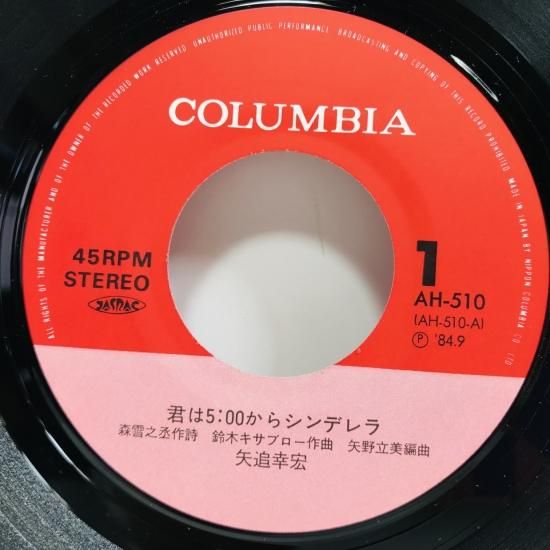 ALL RIGHTS OF THE MANUFACTURER AND OF THE OWNER OF THE RECORDED WORK RESERVED. UNAUTHORIZED PUBLIC PERFORMANCE, BROADCASTING AND COPYING OF THIS RECORD PROHIBITED. MADE IN JAPAN BY NIPPON COLUMBIA CO., LTD.
COLUMBIA
45RPM
STEREO
JASRAC
1
AH-510
(AH-510-A)
Ⓟ '84.9
君は5:00からシンデレラ
森雪之丞作詩 鈴木キサブロー作曲 矢野立美編曲
矢追幸宏